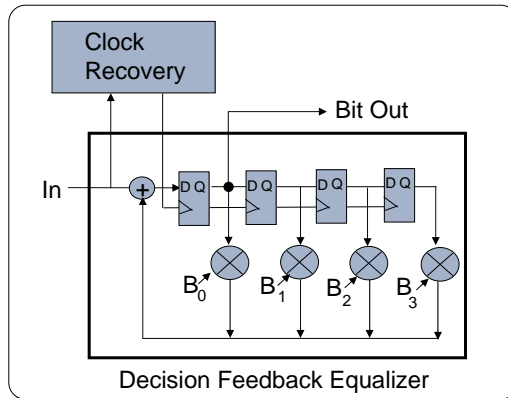 Clock
Recovery
Bit Out
In
+
D Q
D Q
D Q
D Q
B0
B1
B2
B3
Decision Feedback Equalizer